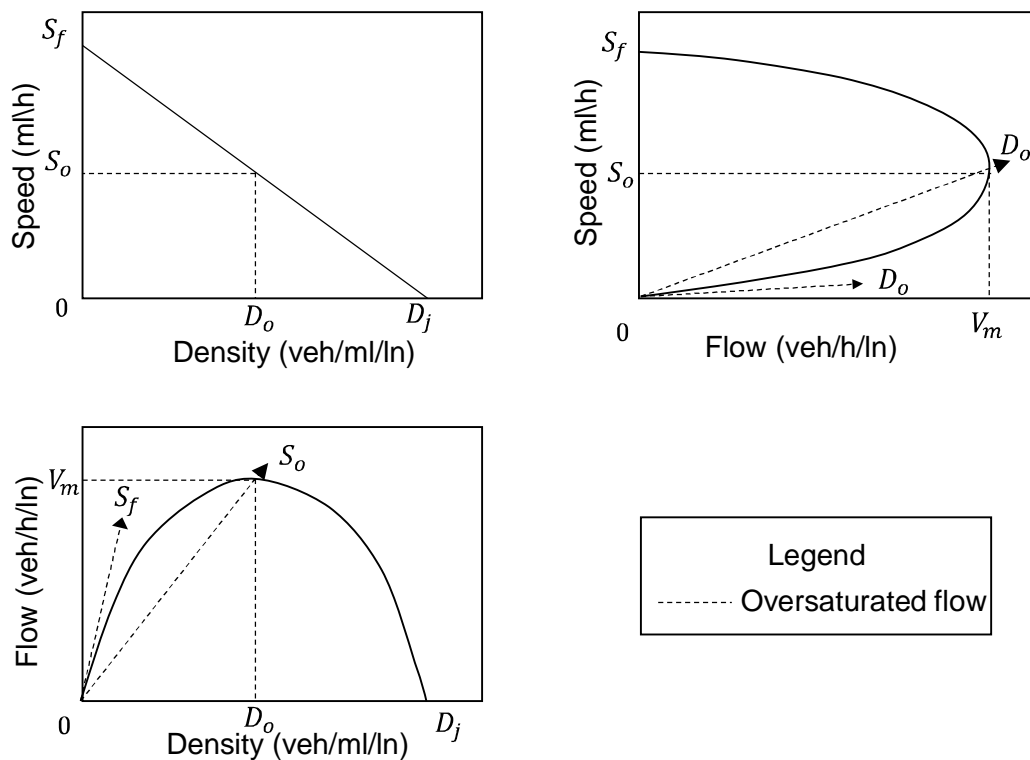 S_f
S_o
Speed (ml\h)
0
D_o
D_j
Density (veh/ml/ln)
S_f
S_o
Speed (ml\h)
D_o
D_o
0
V_m
Flow (veh/h/ln)
V_m
S_f
S_o
Flow (veh/h/ln)
0
D_o
D_j
Density (veh/ml/ln)
Legend
Oversaturated flow